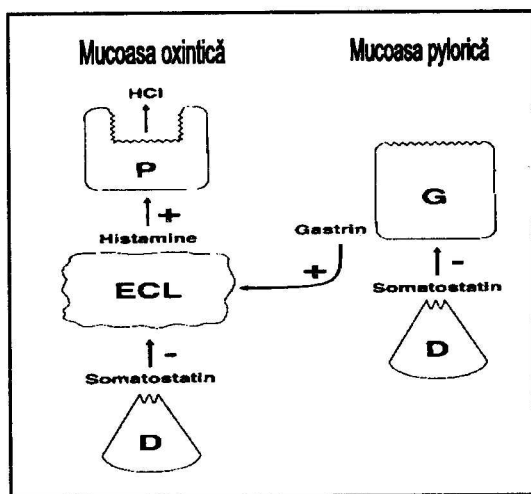 Mucoasa oxintică
Mucoasa pylorică
HCl
P
+
Histamine
ECL
-
Somatostatin
D
Gastrin
+
G
-
Somatostatin
D